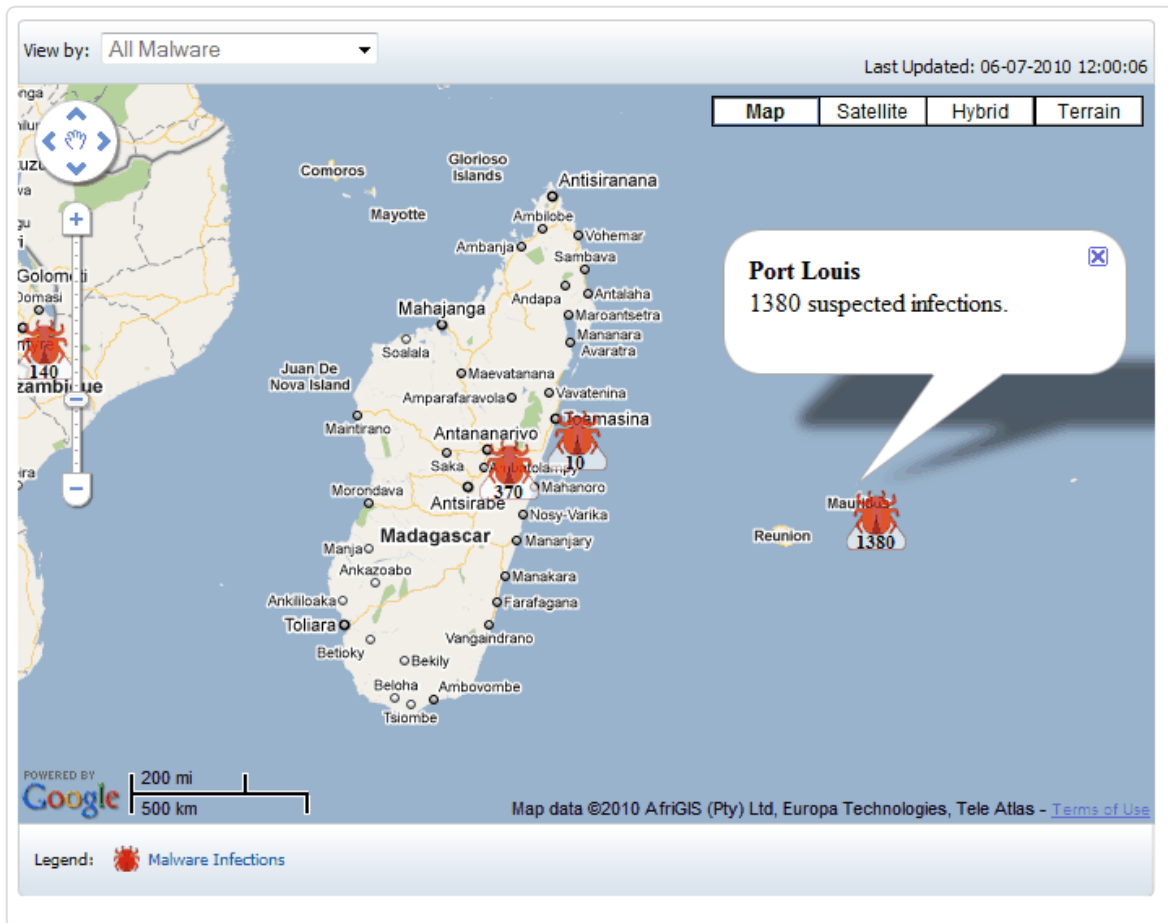 View by: All Malware
Last Updated: 06-07-2010 12:00:06
Map Satellite Hybrid Terrain
Comoros
Glorioso
Islands
Antisiranana
Mayotte
Ambilobe
Vohemar
Ambanja
Sambava
Port Louis
1380 suspected infections.
Golomoti
Domasi
Andapa
Antalaha
Mahajanga
Maroantsetra
Mananara
Avaratra
Soalala
140
Juan De
Nova Island
Maevatanana
Vavatenina
Amparafaravola
Toamasina
Maintirano
Antananarivo
Saka
Ambatolampy
10
370
Mahanoro
Morondava
Antsirabe
Nosy-Varika
Reunion
Mauritius
1380
Madagascar
Mananjary
Manja
Ankazoabo
Manakara
Ankililoaka
Farafagana
Toliara
Vangaindrano
Betioky
Bekily
Beloha
Ambovombe
Tsiombe
POWERED BY
Google
200 mi
500 km
Map data ©2010 AfriGIS (Pty) Ltd, Europa Technologies, Tele Atlas - Terms of Use
Legend: Malware Infections